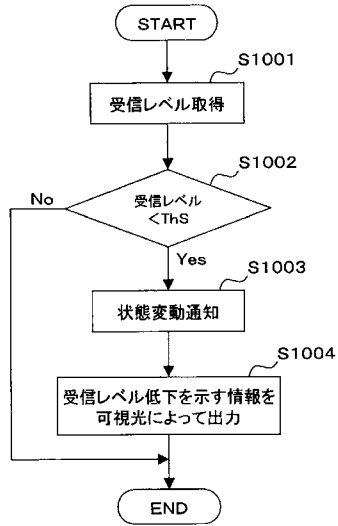 START
S1001
受信レベル取得
S1002
受信レベル
<ThS
No
Yes
S1003
状態変動通知
S1004
受信レベル低下を示す情報を
可視光によって出力
END